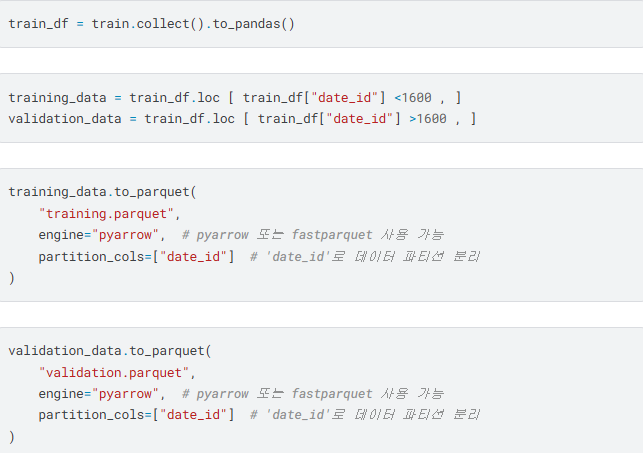 train_df = train.collect().to_pandas()
training_data = train_df.loc [ train_df["date_id"] <1600 , ]
validation_data = train_df.loc [ train_df["date_id"] >1600 , ]
training_data.to_parquet(
    "training.parquet",
    engine="pyarrow",  # pyarrow 또는 fastparquet 사용 가능
    partition_cols=["date_id"]  # 'date_id'로 데이터 파티션 분리
)
validation_data.to_parquet(
    "validation.parquet",
    engine="pyarrow",  # pyarrow 또는 fastparquet 사용 가능
    partition_cols=["date_id"]  # 'date_id'로 데이터 파티션 분리
)